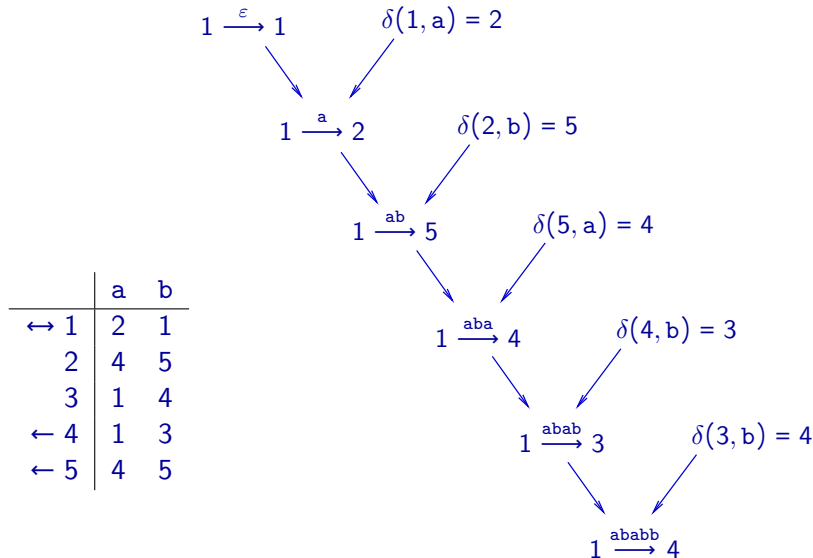 1 —ε→ 1 δ(1, a) = 2
1 —a→ 2 δ(2, b) = 5
1 —ab→ 5 δ(5, a) = 4
1 —aba→ 4 δ(4, b) = 3
1 —abab→ 3 δ(3, b) = 4
1 —ababb→ 4
a b
↔ 1 2 1
2 4 5
3 1 4
← 4 1 3
← 5 4 5